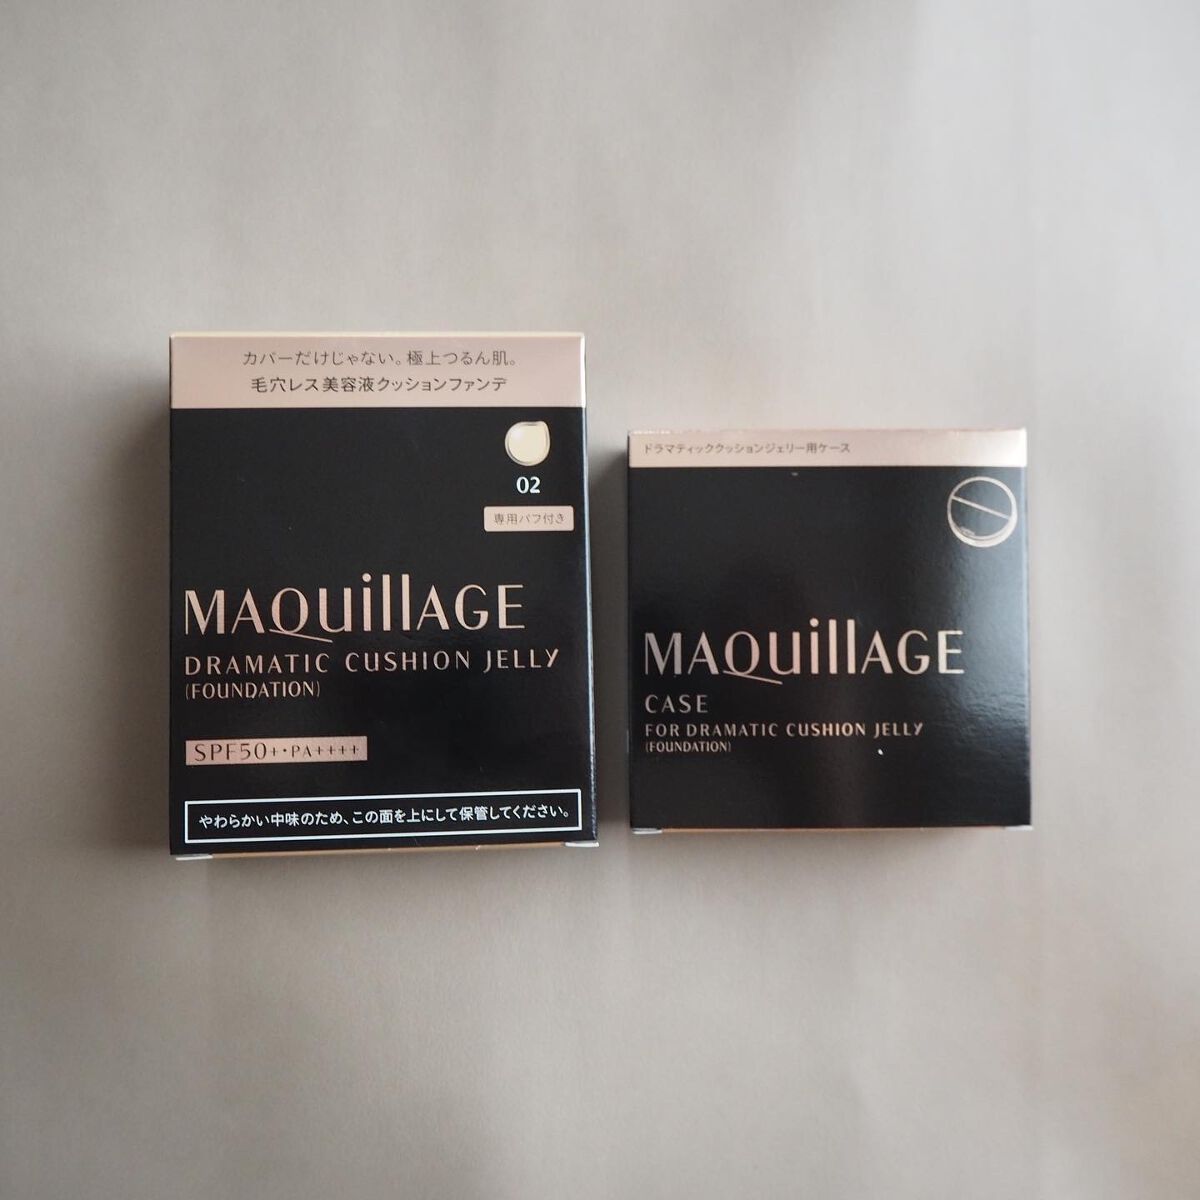 カバーだけじゃない。極上つるん肌。
毛穴レス美容液クッションファンデ
02
専用パフ付き
MAQuillAGE
DRAMATIC CUSHION JELLY
(FOUNDATION)
SPF50+・PA++++
やわらかい中味のため、この面を上にして保管してください。
ドラマティッククッションジェリー用ケース
MAQuillAGE
CASE
FOR DRAMATIC CUSHION JELLY
(FOUNDATION)